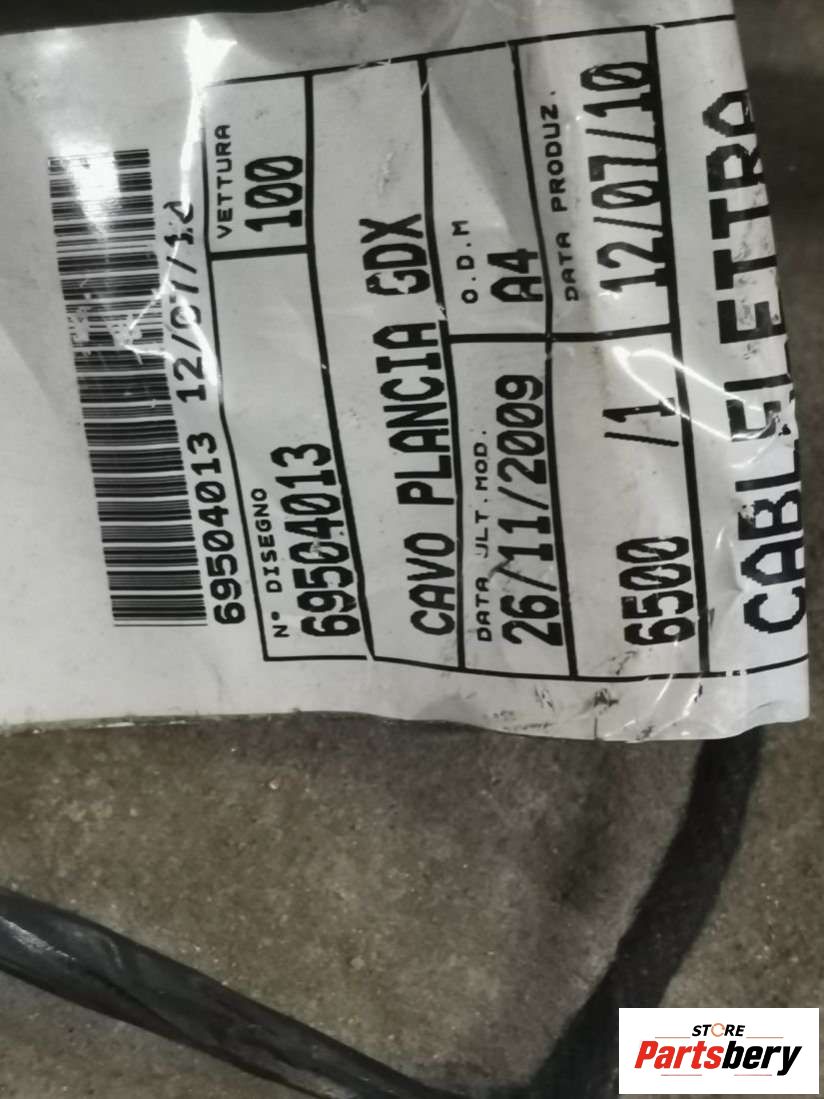 69504013 12/07/10
N° DISEGNO
VETTURA
69504013
100
CAVO PLANCIA GDX
DATA ULT.MOD.
O.D.M
26/11/2009
A4
DATA PRODUZ.
6500 /1
12/07/10
CABLELETTRA
STORE
Partsbery